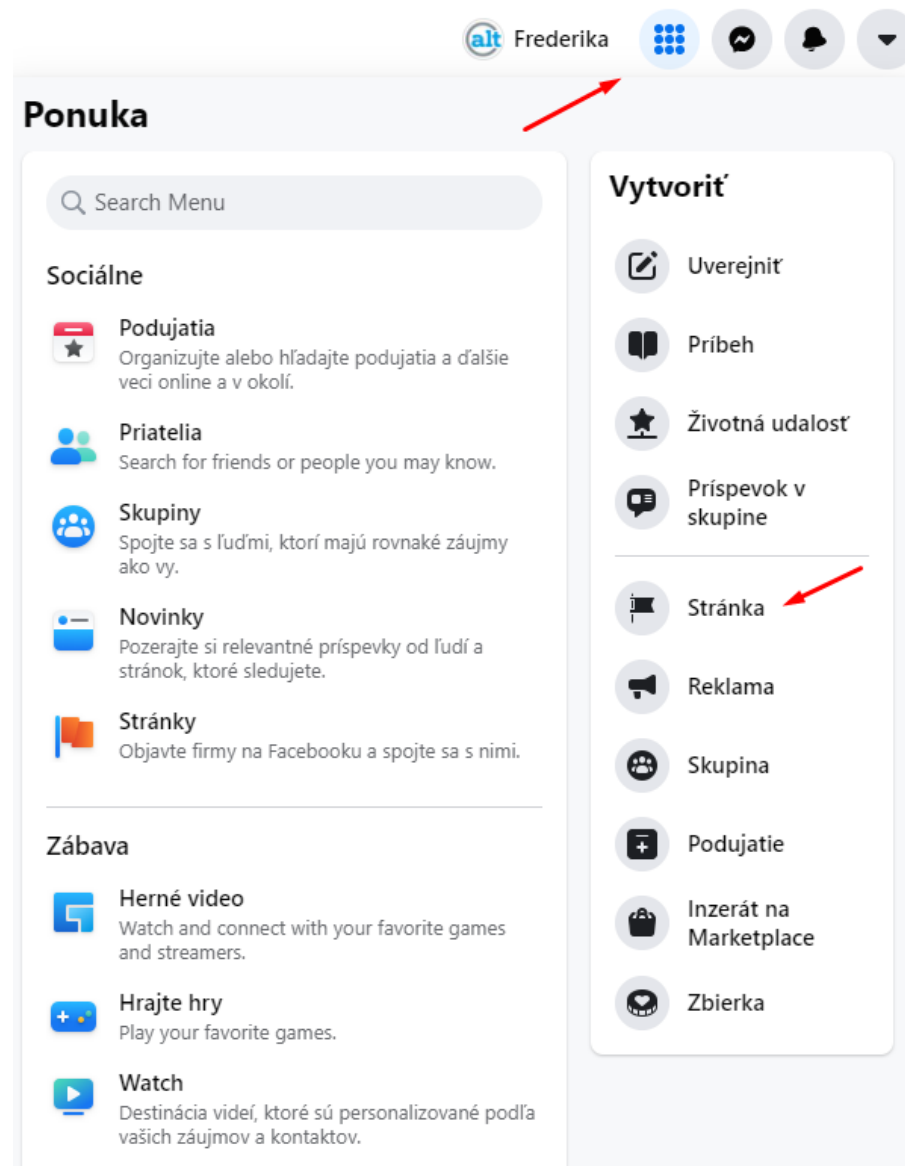 alt Frederika
Ponuka
Search Menu
Sociálne
Podujatia
Organizujte alebo hľadajte podujatia a ďalšie
veci online a v okolí.
Priatelia
Search for friends or people you may know.
Skupiny
Spojte sa s ľuďmi, ktorí majú rovnaké záujmy
ako vy.
Novinky
Pozerajte si relevantné príspevky od ľudí a
stránok, ktoré sledujete.
Stránky
Objavte firmy na Facebooku a spojte sa s nimi.
Zábava
Herné video
Watch and connect with your favorite games
and streamers.
Hrajte hry
Play your favorite games.
Watch
Destinácia videí, ktoré sú personalizované podľa
vašich záujmov a kontaktov.
Vytvoriť
Uverejniť
Príbeh
Životná udalosť
Príspevok v
skupine
Stránka
Reklama
Skupina
Podujatie
Inzerát na
Marketplace
Zbierka